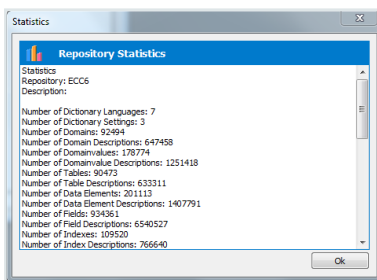 Statistics
Repository Statistics
Statistics
Repository: ECC6
Description:
Number of Dictionary Languages: 7
Number of Dictionary Settings: 3
Number of Domains: 92494
Number of Domain Descriptions: 647458
Number of Domainvalues: 178774
Number of Domainvalue Descriptions: 1251418
Number of Tables: 90473
Number of Table Descriptions: 633311
Number of Data Elements: 201113
Number of Data Element Descriptions: 1407791
Number of Fields: 934361
Number of Field Descriptions: 6540527
Number of Indexes: 109520
Number of Index Descriptions: 766640
Ok